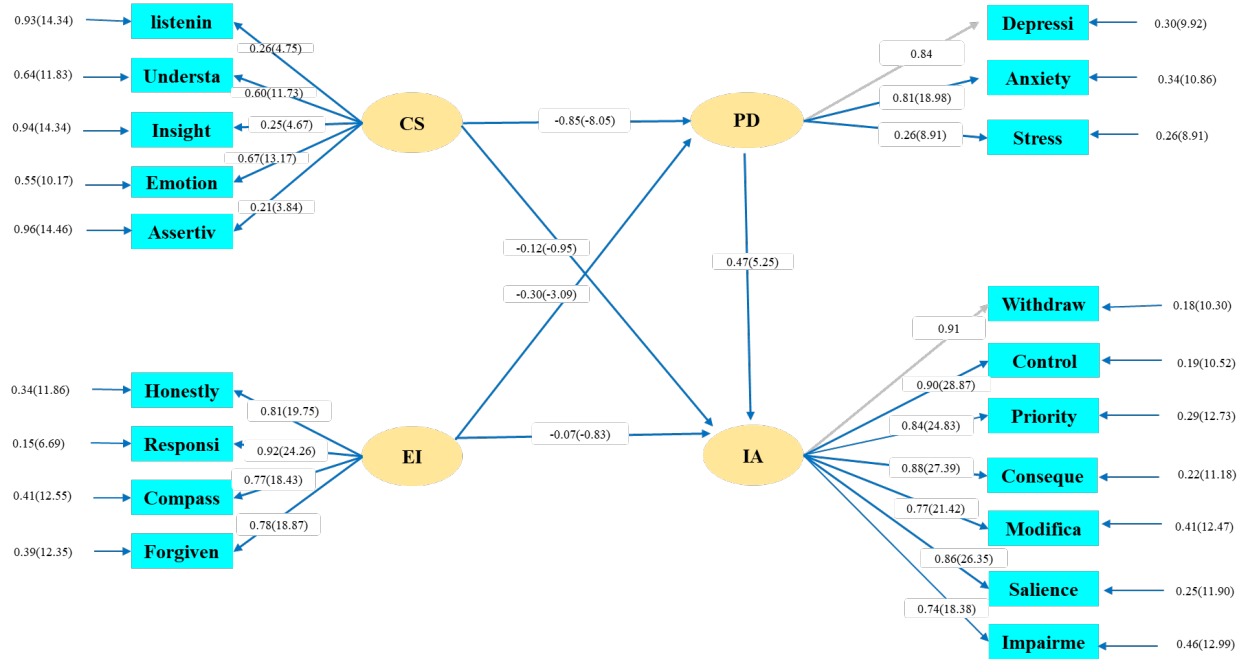 0.93(14.34)
listenin
0.26(4.75)
0.64(11.83)
Understa
0.60(11.73)
0.94(14.34)
Insight
0.25(4.67)
0.67(13.17)
0.55(10.17)
Emotion
0.21(3.84)
0.96(14.46)
Assertiv
CS
-0.85(-8.05)
PD
0.84
Depressi
0.30(9.92)
0.81(18.98)
Anxiety
0.34(10.86)
0.26(8.91)
Stress
0.26(8.91)
-0.12(-0.95)
-0.30(-3.09)
0.47(5.25)
0.34(11.86)
Honestly
0.81(19.75)
0.15(6.69)
Responsi
0.92(24.26)
0.77(18.43)
0.41(12.55)
Compass
0.78(18.87)
0.39(12.35)
Forgiven
EI
-0.07(-0.83)
IA
0.91
Withdraw
0.18(10.30)
0.90(28.87)
Control
0.19(10.52)
0.84(24.83)
Priority
0.29(12.73)
0.88(27.39)
Conseque
0.22(11.18)
0.77(21.42)
Modifica
0.41(12.47)
0.86(26.35)
Salience
0.25(11.90)
0.74(18.38)
Impairme
0.46(12.99)